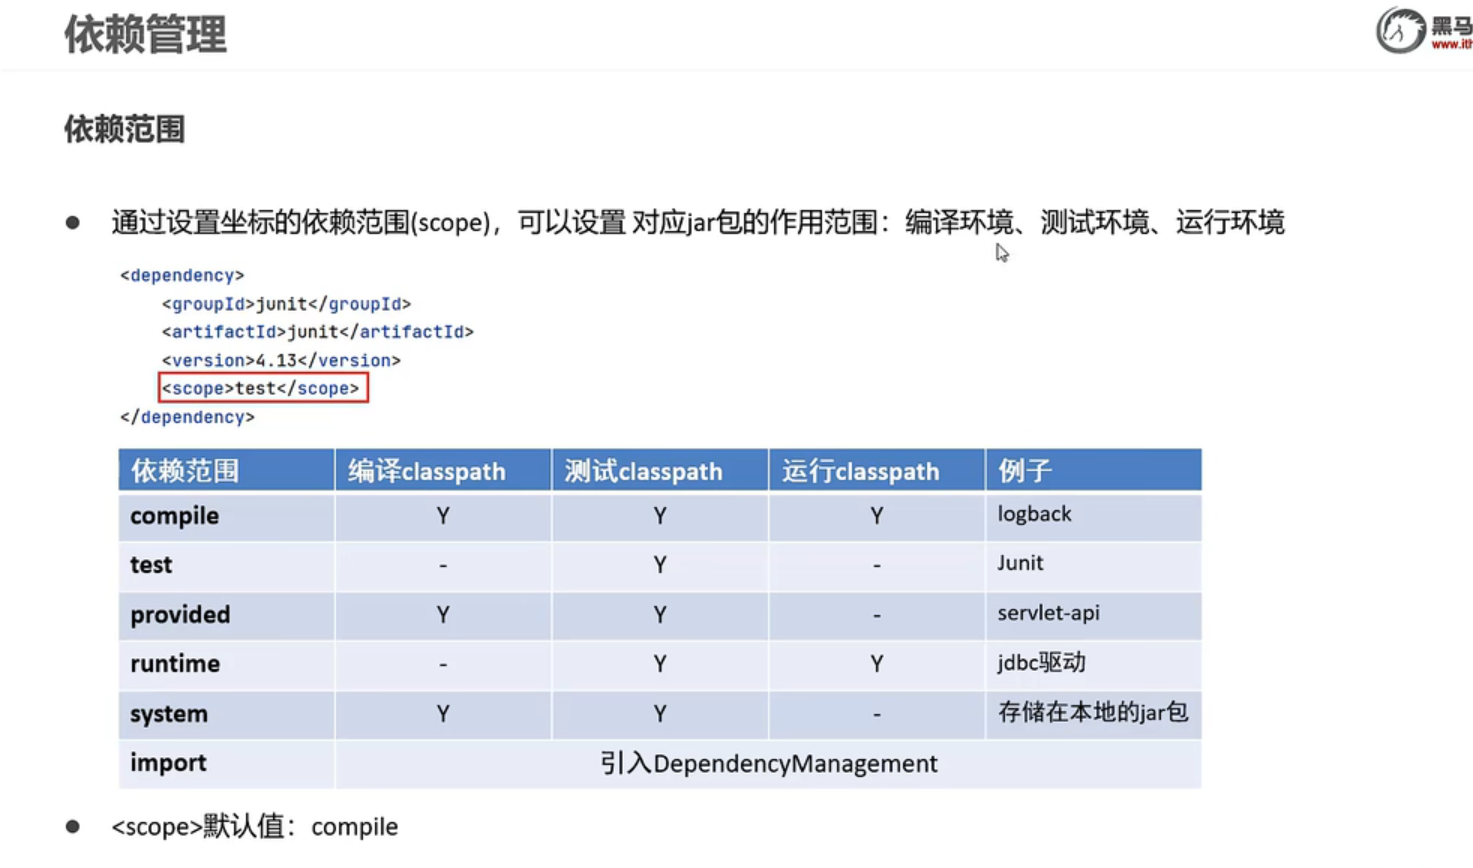 依赖管理
黑马
www.ith
依赖范围
● 通过设置坐标的依赖范围(scope)，可以设置 对应jar包的作用范围：编译环境、测试环境、运行环境
<dependency>
<groupId>junit</groupId>
<artifactId>junit</artifactId>
<version>4.13</version>
<scope>test</scope>
</dependency>
依赖范围 编译classpath 测试classpath 运行classpath 例子
compile Y Y Y logback
test - Y - Junit
provided Y Y - servlet-api
runtime - Y Y jdbc驱动
system Y Y - 存储在本地的jar包
import 引入DependencyManagement
● <scope>默认值：compile